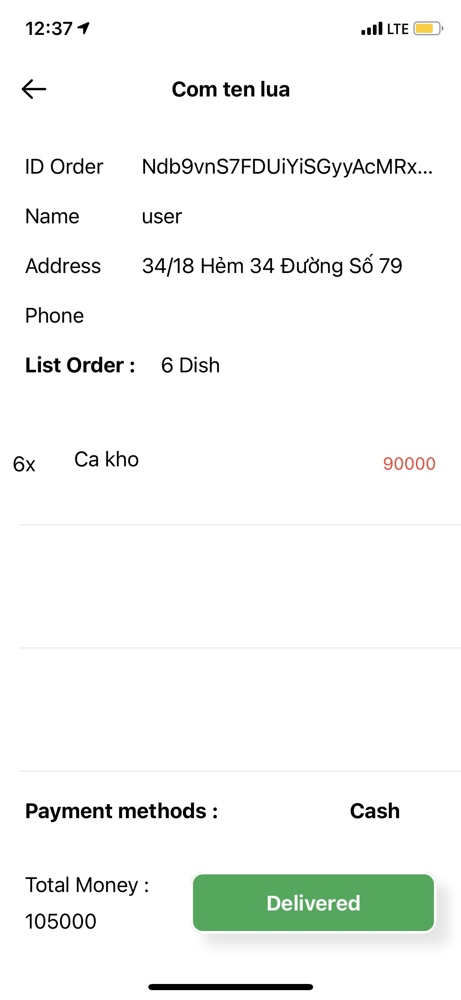 12:37 LTE
Com ten lua
ID Order Ndb9vnS7FDUiYiSGyyAcMRx...
Name user
Address 34/18 Hẻm 34 Đường Số 79
Phone
List Order : 6 Dish
6x Ca kho 90000
Payment methods : Cash
Total Money :
105000
Delivered